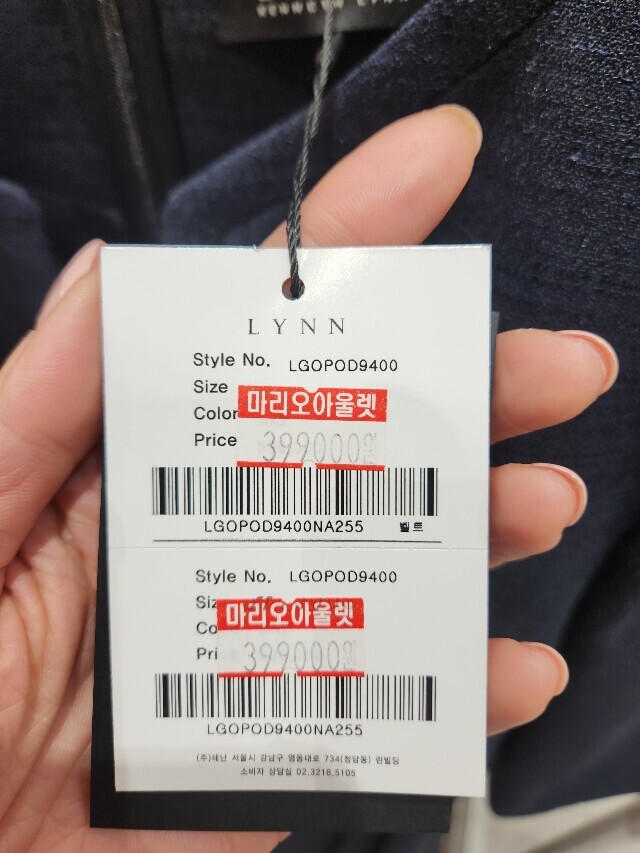 KENNETH LYNN
LYNN
Style No. LGOPOD9400
Size
Color
마리오아울렛
Price
399000원
LGOPOD9400NA255 벨트
Style No. LGOPOD9400
마리오아울렛
399000원
LGOPOD9400NA255
(주)제난 서울시 강남구 영동대로 734(청담동) 린빌딩
소비자 상담실 02.3218.5105